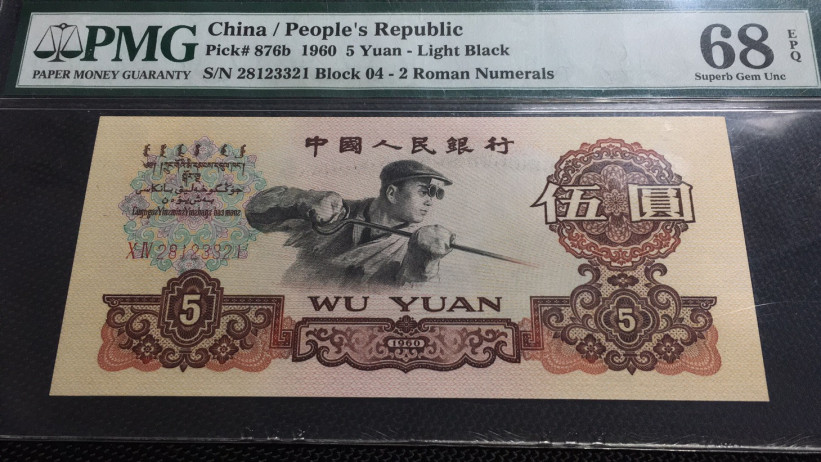 PMG
PAPER MONEY GUARANTY
China / People's Republic
Pick# 876b 1960 5 Yuan - Light Black
S/N 28123321 Block 04 - 2 Roman Numerals
68
EPQ
Superb Gem Unc
中國人民銀行
伍圓
X IV 28123321
5
WU YUAN
5
1960